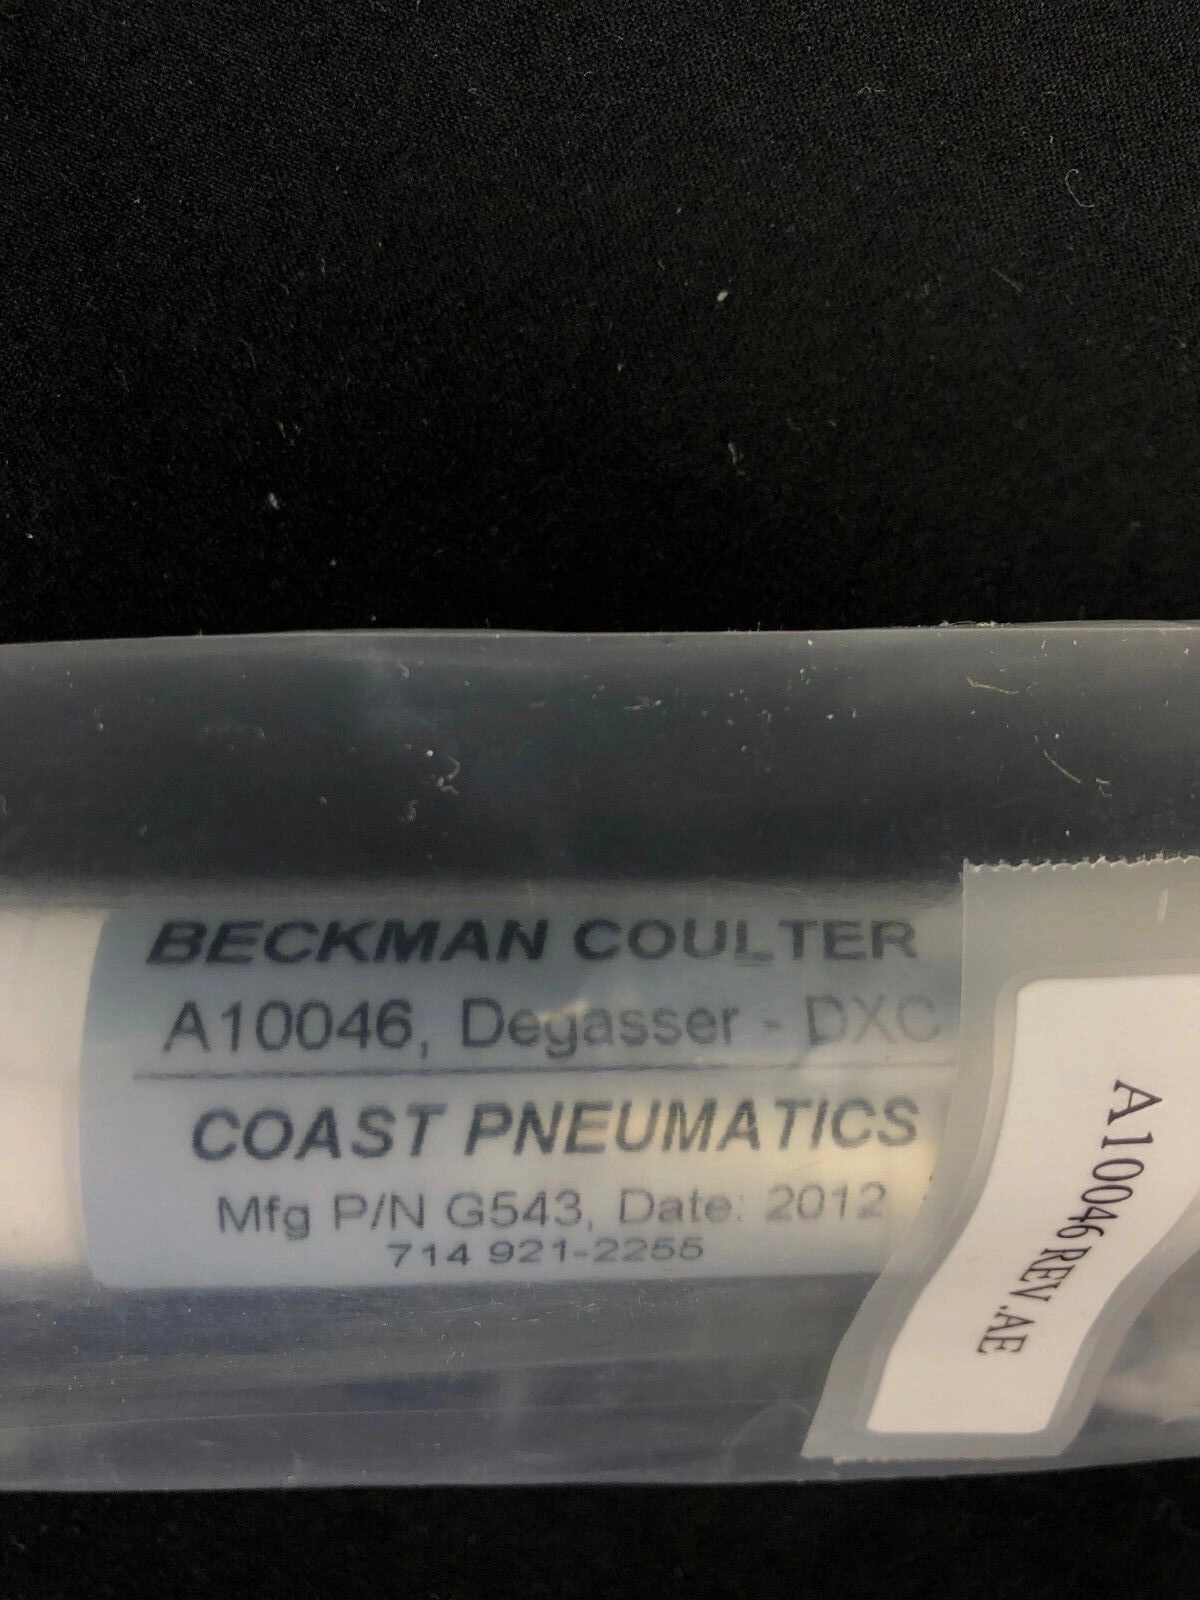 BECKMAN COULTER
A10046, Degasser - DXC
COAST PNEUMATICS
Mfg P/N G543, Date: 2012
714 921-2255
A10046 REV.AE